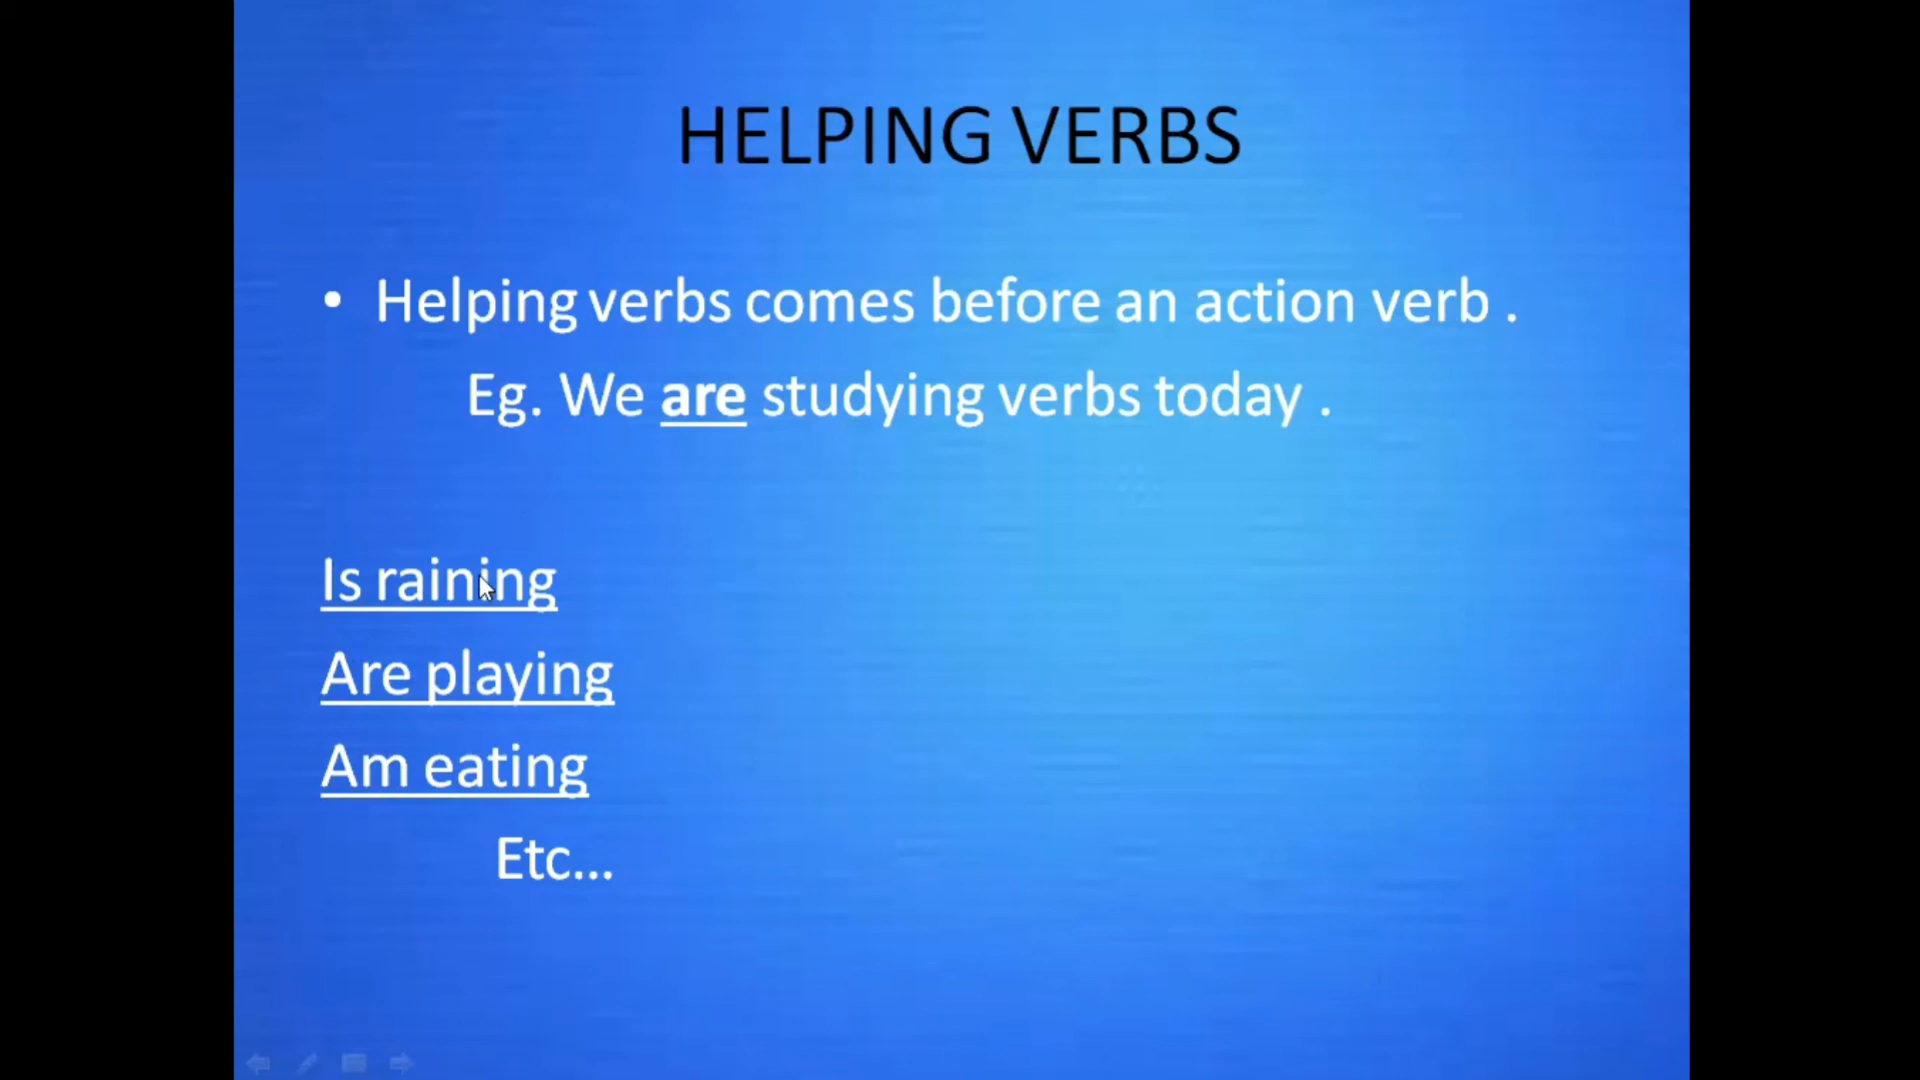 HELPING VERBS
• Helping verbs comes before an action verb .
Eg. We are studying verbs today .
Is raining
Are playing
Am eating
Etc...